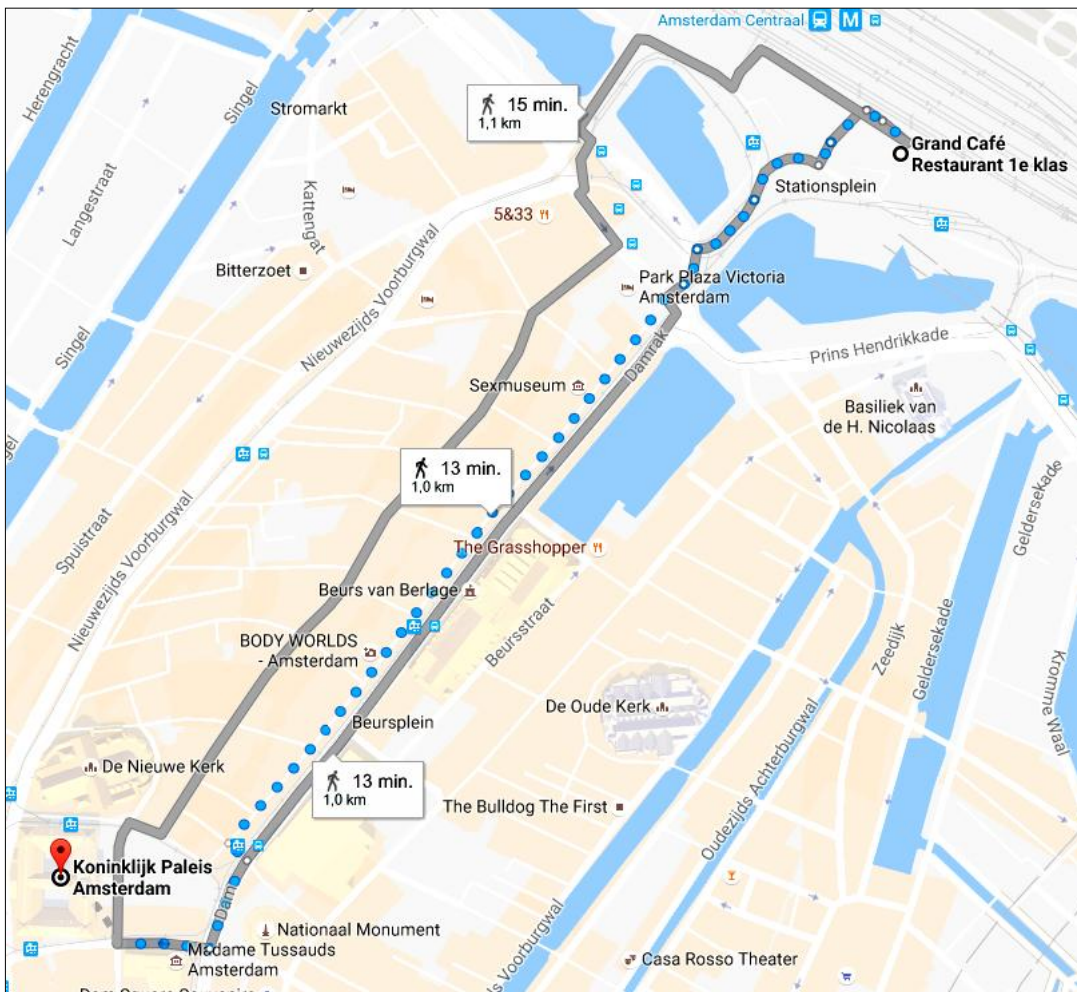 Amsterdam Centraal
M
Herengracht
Singel
Singel
Stromarkt
15 min.
1,1 km
Grand Café
Restaurant 1e klas
Langestraat
Kattengat
Stationsplein
5&33
Bitterzoet
Nieuwezijds Voorburgwal
Park Plaza Victoria
Amsterdam
Singel
Damrak
Prins Hendrikkade
Sexmuseum
Basiliek van
de H. Nicolaas
Geldersekade
13 min.
1,0 km
Spuistraat
Nieuwezijds Voorburgwal
The Grasshopper
Beurs van Berlage
Beursstraat
BODY WORLDS
- Amsterdam
Zeedijk
Geldersekade
Kromme Waal
De Oude Kerk
Beursplein
De Nieuwe Kerk
13 min.
1,0 km
The Bulldog The First
Oudezijds Achterburgwal
Koninklijk Paleis
Amsterdam
Dam
Nationaal Monument
Madame Tussauds
Amsterdam
Casa Rosso Theater
ds Voorburgwal